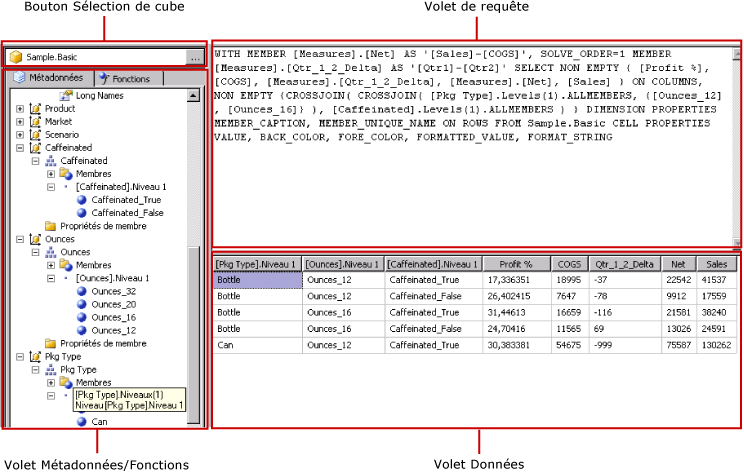 Bouton Sélection de cube
Volet de requête
Sample.Basic
...
Métadonnées
Fonctions
Long Names
Product
Market
Scenario
Caffeinated
Caffeinated
Membres
[Caffeinated].Niveau 1
Caffeinated_True
Caffeinated_False
Propriétés de membre
Ounces
Ounces
Membres
[Ounces].Niveau 1
Ounces_32
Ounces_20
Ounces_16
Ounces_12
Propriétés de membre
Pkg Type
Pkg Type
Membres
[Pkg Type].Niveaux(1)
Niveau[Pkg Type].Niveau 1
Can
WITH MEMBER [Measures].[Net] AS '[Sales]-[COGS]', SOLVE_ORDER=1 MEMBER
[Measures].[Qtr_1_2_Delta] AS '[Qtr1]-[Qtr2]' SELECT NON EMPTY { [Profit %],
[COGS], [Measures].[Qtr_1_2_Delta], [Measures].[Net], [Sales] } ON COLUMNS,
NON EMPTY {CROSSJOIN( CROSSJOIN( [Pkg Type].Levels(1).ALLMEMBERS, {[Ounces_12]
, [Ounces_16]} ), [Caffeinated].Levels(1).ALLMEMBERS ) } DIMENSION PROPERTIES
MEMBER_CAPTION, MEMBER_UNIQUE_NAME ON ROWS FROM Sample.Basic CELL PROPERTIES
VALUE, BACK_COLOR, FORE_COLOR, FORMATTED_VALUE, FORMAT_STRING
[Pkg Type].Niveau 1 [Ounces].Niveau 1 [Caffeinated].Niveau 1 Profit % COGS Qtr_1_2_Delta Net Sales
Bottle Ounces_12 Caffeinated_True 17,336351 18995 -37 22542 41537
Bottle Ounces_12 Caffeinated_False 26,402415 7647 -78 9912 17559
Bottle Ounces_16 Caffeinated_True 31,44613 16659 -116 21581 38240
Bottle Ounces_16 Caffeinated_False 24,70416 11565 69 13026 24591
Can Ounces_12 Caffeinated_True 30,383381 54675 -999 75587 130262
Volet Métadonnées/Fonctions
Volet Données